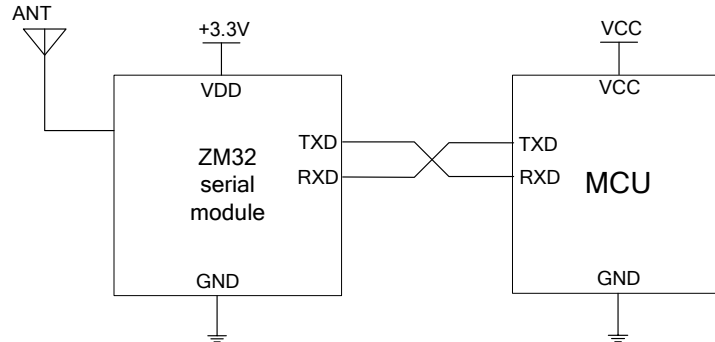 ANT
+3.3V
VDD
ZM32
serial
module
TXD
RXD
GND
VCC
VCC
TXD
RXD
MCU
GND